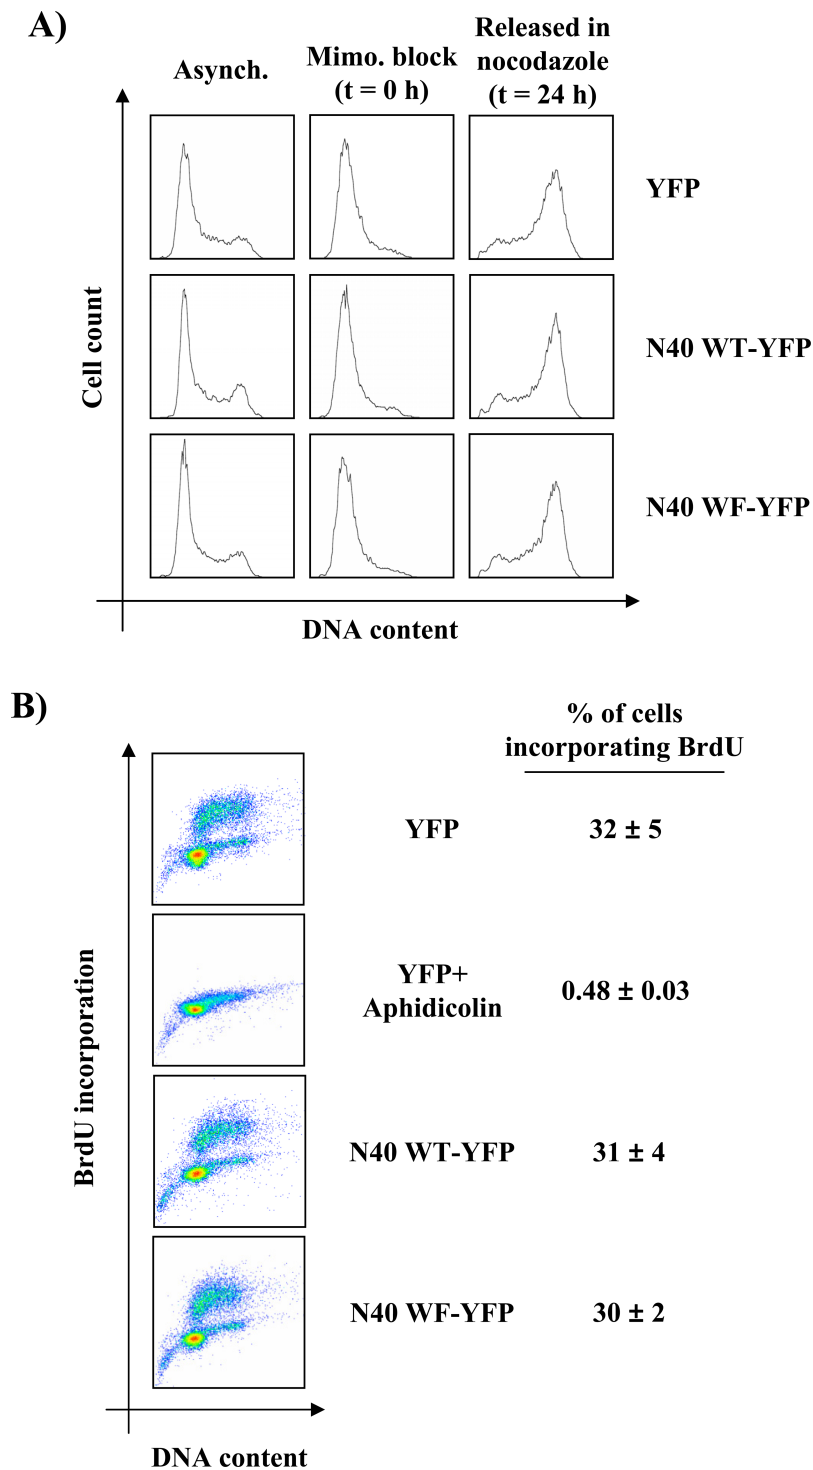 A)
Asynch.
Mimo. block
(t = 0 h)
Released in
nocodazole
(t = 24 h)
YFP
N40 WT-YFP
N40 WF-YFP
Cell count
DNA content
B)
% of cells
incorporating BrdU
YFP
32 ± 5
YFP+
Aphidicolin
0.48 ± 0.03
N40 WT-YFP
31 ± 4
N40 WF-YFP
30 ± 2
BrdU incorporation
DNA content